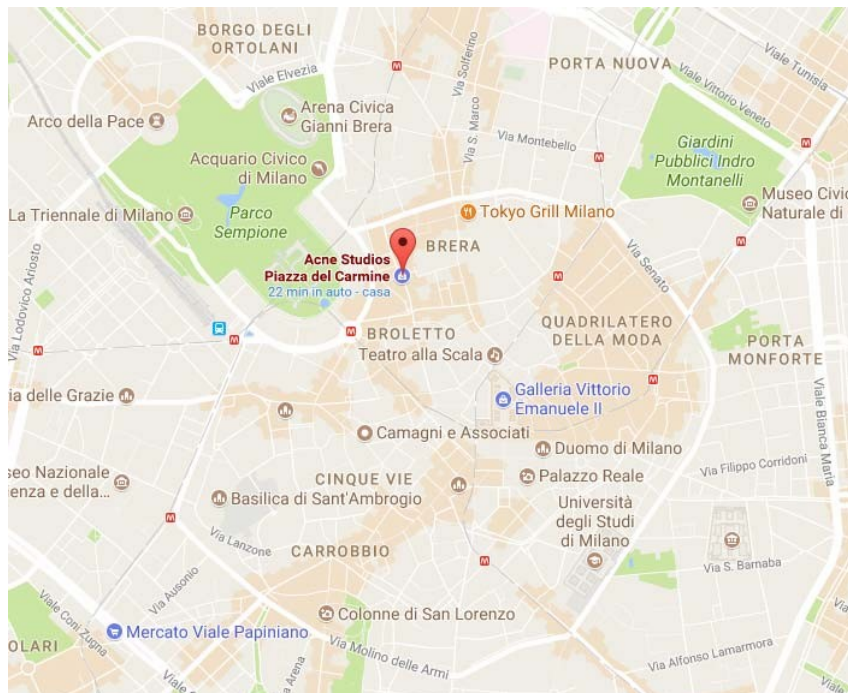 BORGO DEGLI
ORTOLANI
Viale Elvezia
Via Solferino
PORTA NUOVA
Viale Tunisia
Viale Vittorio Veneto
Arco della Pace
Arena Civica
Gianni Brera
Via S. Marco
Via Montebello
Giardini
Pubblici Indro
Montanelli
Acquario Civico
di Milano
Museo Civic
Naturale di
La Triennale di Milano
Parco
Sempione
Tokyo Grill Milano
BRERA
Via Senato
Acne Studios
Piazza del Carmine
22 min in auto - casa
Via Lodovico Ariosto
BROLETTO
Teatro alla Scala
QUADRILATERO
DELLA MODA
PORTA
MONFORTE
ia delle Grazie
Galleria Vittorio
Emanuele II
Viale Bianca Maria
Camagni e Associati
Duomo di Milano
seo Nazionale
ienza e della...
CINQUE VIE
Basilica di Sant'Ambrogio
Palazzo Reale
Via Filippo Corridoni
Università
degli Studi
di Milano
Via Lanzone
CARROBBIO
Via S. Barnaba
Via Ausonio
Viale Coni Zugna
Colonne di San Lorenzo
Mercato Viale Papiniano
OLARI
Via Molino delle Armi
Via Arena
Via Alfonso Lamarmora